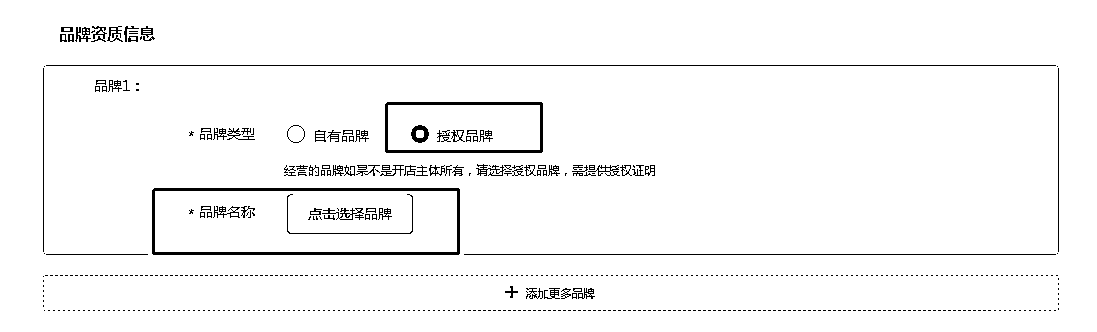 品牌资质信息
品牌1：
* 品牌类型 自有品牌 授权品牌
经营的品牌如果不是开店主体所有，请选择授权品牌，需提供授权证明
* 品牌名称 点击选择品牌
+ 添加更多品牌